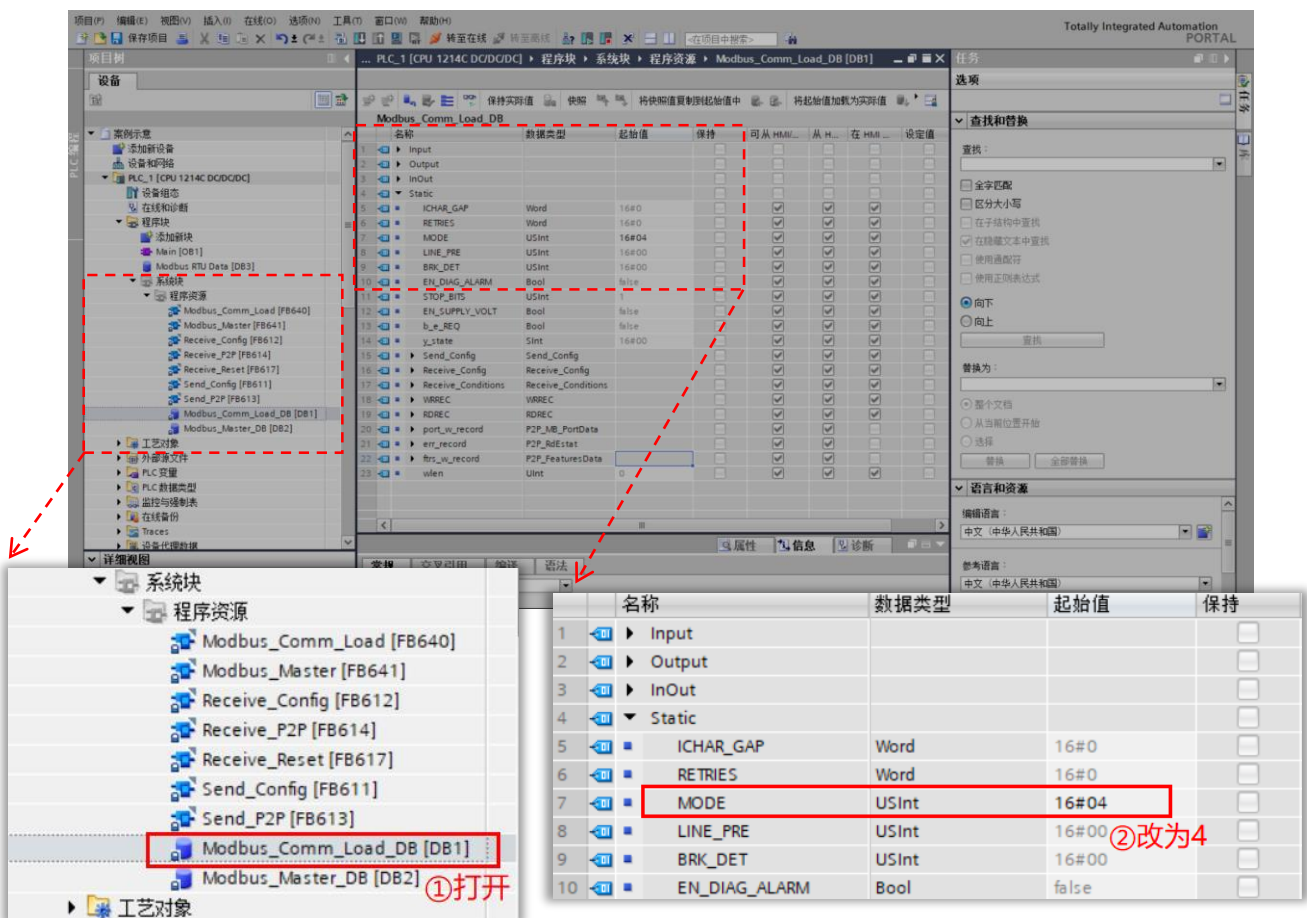 项目(P) 编辑(E) 视图(V) 插入(I) 在线(O) 选项(N) 工具(T) 窗口(W) 帮助(H)
Totally Integrated Automation
PORTAL
保存项目 转至在线 转至离线 <在项目中搜索>
项目树
... PLC_1 [CPU 1214C DC/DC/DC] 程序块 系统块 程序资源 Modbus_Comm_Load_DB [DB1]
任务
设备
选项
保持实际值 快照 将快照值复制到起始值中 将起始值加载为实际值
Modbus_Comm_Load_DB
名称 数据类型 起始值 保持 可从 HMI/... 从 H... 在 HMI ... 设定值
1 Input
2 Output
3 InOut
4 Static
5 ICHAR_GAP Word 16#0
6 RETRIES Word 16#0
7 MODE USInt 16#04
8 LINE_PRE USInt 16#00
9 BRK_DET USInt 16#00
10 EN_DIAG_ALARM Bool false
11 STOP_BITS USInt 1
12 EN_SUPPLY_VOLT Bool false
13 b_e_REQ Bool false
14 y_state SInt 16#00
15 Send_Config Send_Config
16 Receive_Config Receive_Config
17 Receive_Conditions Receive_Conditions
18 WRREC WRREC
19 RDREC RDREC
20 port_w_record P2P_MB_PortData
21 err_record P2P_RdEstat
22 ftrs_w_record P2P_FeaturesData
23 wlen UInt 0
PLC 编程
案例示意
添加新设备
设备和网络
PLC_1 [CPU 1214C DC/DC/DC]
设备组态
在线和诊断
程序块
添加新块
Main [OB1]
Modbus RTU Data [DB3]
系统块
程序资源
Modbus_Comm_Load [FB640]
Modbus_Master [FB641]
Receive_Config [FB612]
Receive_P2P [FB614]
Receive_Reset [FB617]
Send_Config [FB611]
Send_P2P [FB613]
Modbus_Comm_Load_DB [DB1]
Modbus_Master_DB [DB2]
工艺对象
外部源文件
PLC 变量
PLC 数据类型
监控与强制表
在线备份
Traces
设备代理数据
详细视图
属性 信息 诊断
常规 交叉引用 编译 语法
查找和替换
查找：
全字匹配
区分大小写
在子结构中查找
在隐藏文本中查找
使用通配符
使用正则表达式
向下
向上
查找
替换为：
整个文档
从当前位置开始
选择
替换 全部替换
语言和资源
编辑语言：
中文（中华人民共和国）
参考语言：
中文（中华人民共和国）
任务
库
系统块
程序资源
Modbus_Comm_Load [FB640]
Modbus_Master [FB641]
Receive_Config [FB612]
Receive_P2P [FB614]
Receive_Reset [FB617]
Send_Config [FB611]
Send_P2P [FB613]
Modbus_Comm_Load_DB [DB1]
Modbus_Master_DB [DB2]
①打开
工艺对象
名称 数据类型 起始值 保持
1 Input
2 Output
3 InOut
4 Static
5 ICHAR_GAP Word 16#0
6 RETRIES Word 16#0
7 MODE USInt 16#04
8 LINE_PRE USInt 16#00
②改为4
9 BRK_DET USInt 16#00
10 EN_DIAG_ALARM Bool false